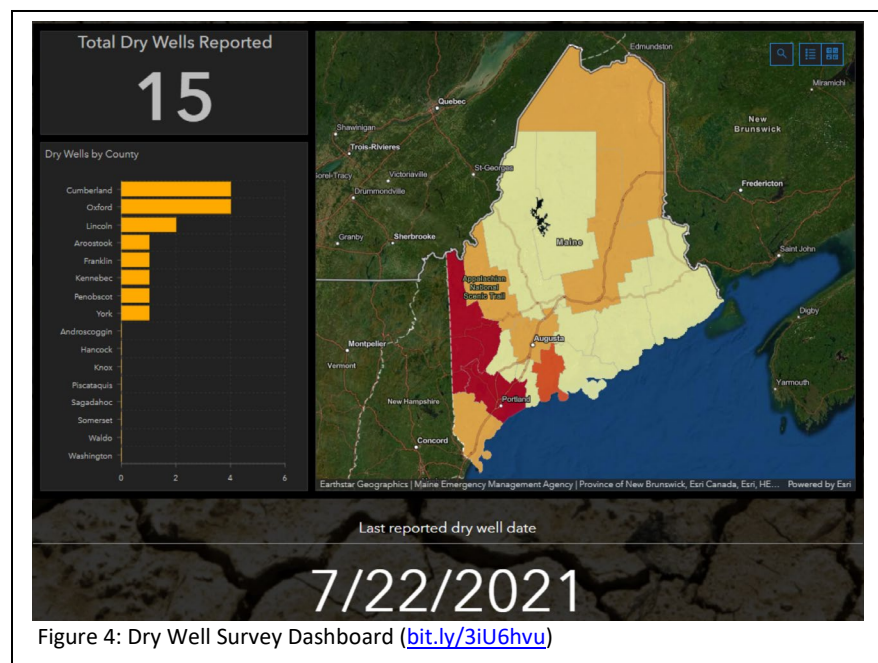 Total Dry Wells Reported
15
Dry Wells by County
Cumberland
Oxford
Lincoln
Aroostook
Franklin
Kennebec
Penobscot
York
Androscoggin
Hancock
Knox
Piscataquis
Sagadahoc
Somerset
Waldo
Washington
0 2 4 6
Edmundston
Miramichi
Quebec
New
Brunswick
Shawinigan
Trois-Rivieres
St-Georges
Sorel-Tracy
Victoriaville
Drummondville
Fredericton
Granby
Sherbrooke
Maine
Saint John
Appalachian
National
Scenic Trail
Digby
Montpelier
Augusta
Vermont
Yarmouth
New Hampshire
Portland
Concord
Earthstar Geographics | Maine Emergency Management Agency | Province of New Brunswick, Esri Canada, Esri, HE... Powered by Esri
Last reported dry well date
7/22/2021
Figure 4: Dry Well Survey Dashboard (bit.ly/3iU6hvu)